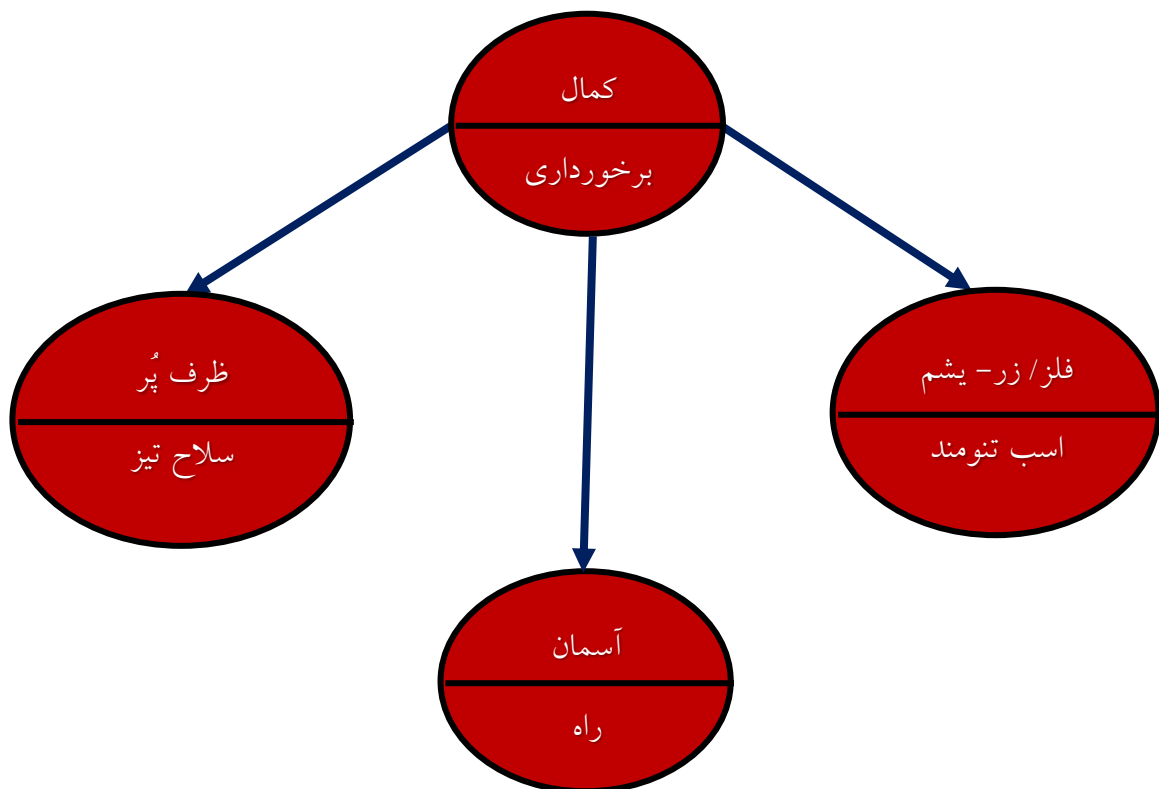 کمال
برخورداری
فلز/ زر- یشم
اسب تنومند
ظرف پُر
سلاح تیز
آسمان
راه